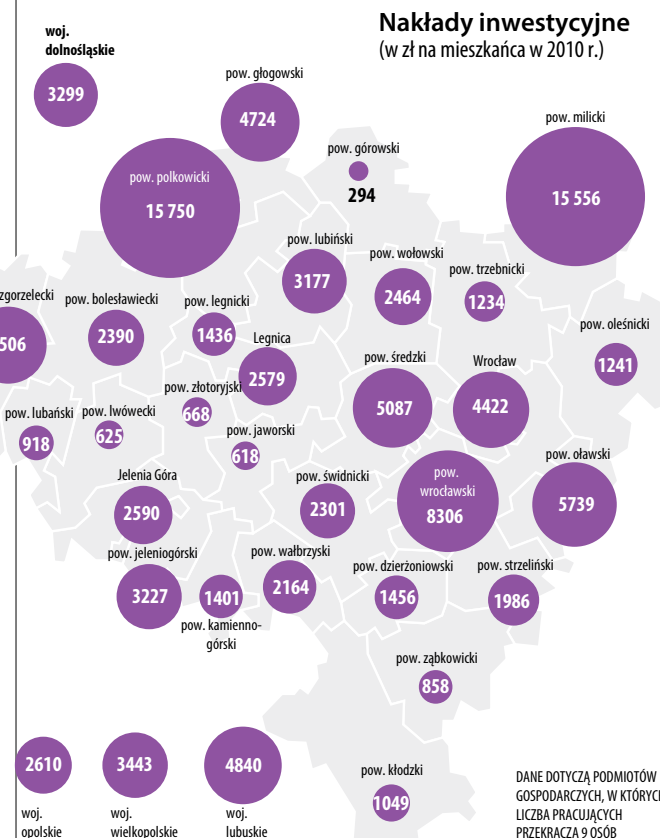 Nakłady inwestycyjne
(w zł na mieszkańca w 2010 r.)
woj.
dolnośląskie
3299
pow. głogowski
4724
pow. milicki
15 556
pow. górowski
294
pow. polkowicki
15 750
pow. lubiński
3177
pow. wołowski
2464
pow. trzebnicki
1234
zgorzelecki
506
pow. bolesławiecki
2390
pow. legnicki
1436
Legnica
2579
pow. oleśnicki
1241
pow. średzki
5087
Wrocław
4422
pow. złotoryjski
668
pow. lubański
918
pow. lwówecki
625
pow. jaworski
618
Jelenia Góra
2590
pow. świdnicki
2301
pow.
wrocławski
8306
pow. oławski
5739
pow. jeleniogórski
3227
1401
pow. kamienno-
górski
pow. wałbrzyski
2164
pow. dzierżoniowski
1456
pow. strzeliński
1986
pow. ząbkowicki
858
2610
woj.
opolskie
3443
woj.
wielkopolskie
4840
woj.
lubuskie
pow. kłodzki
1049
DANE DOTYCZĄ PODMIOTÓW
GOSPODARCZYCH, W KTÓRYCH
LICZBA PRACUJĄCYCH
PRZEKRACZA 9 OSÓB